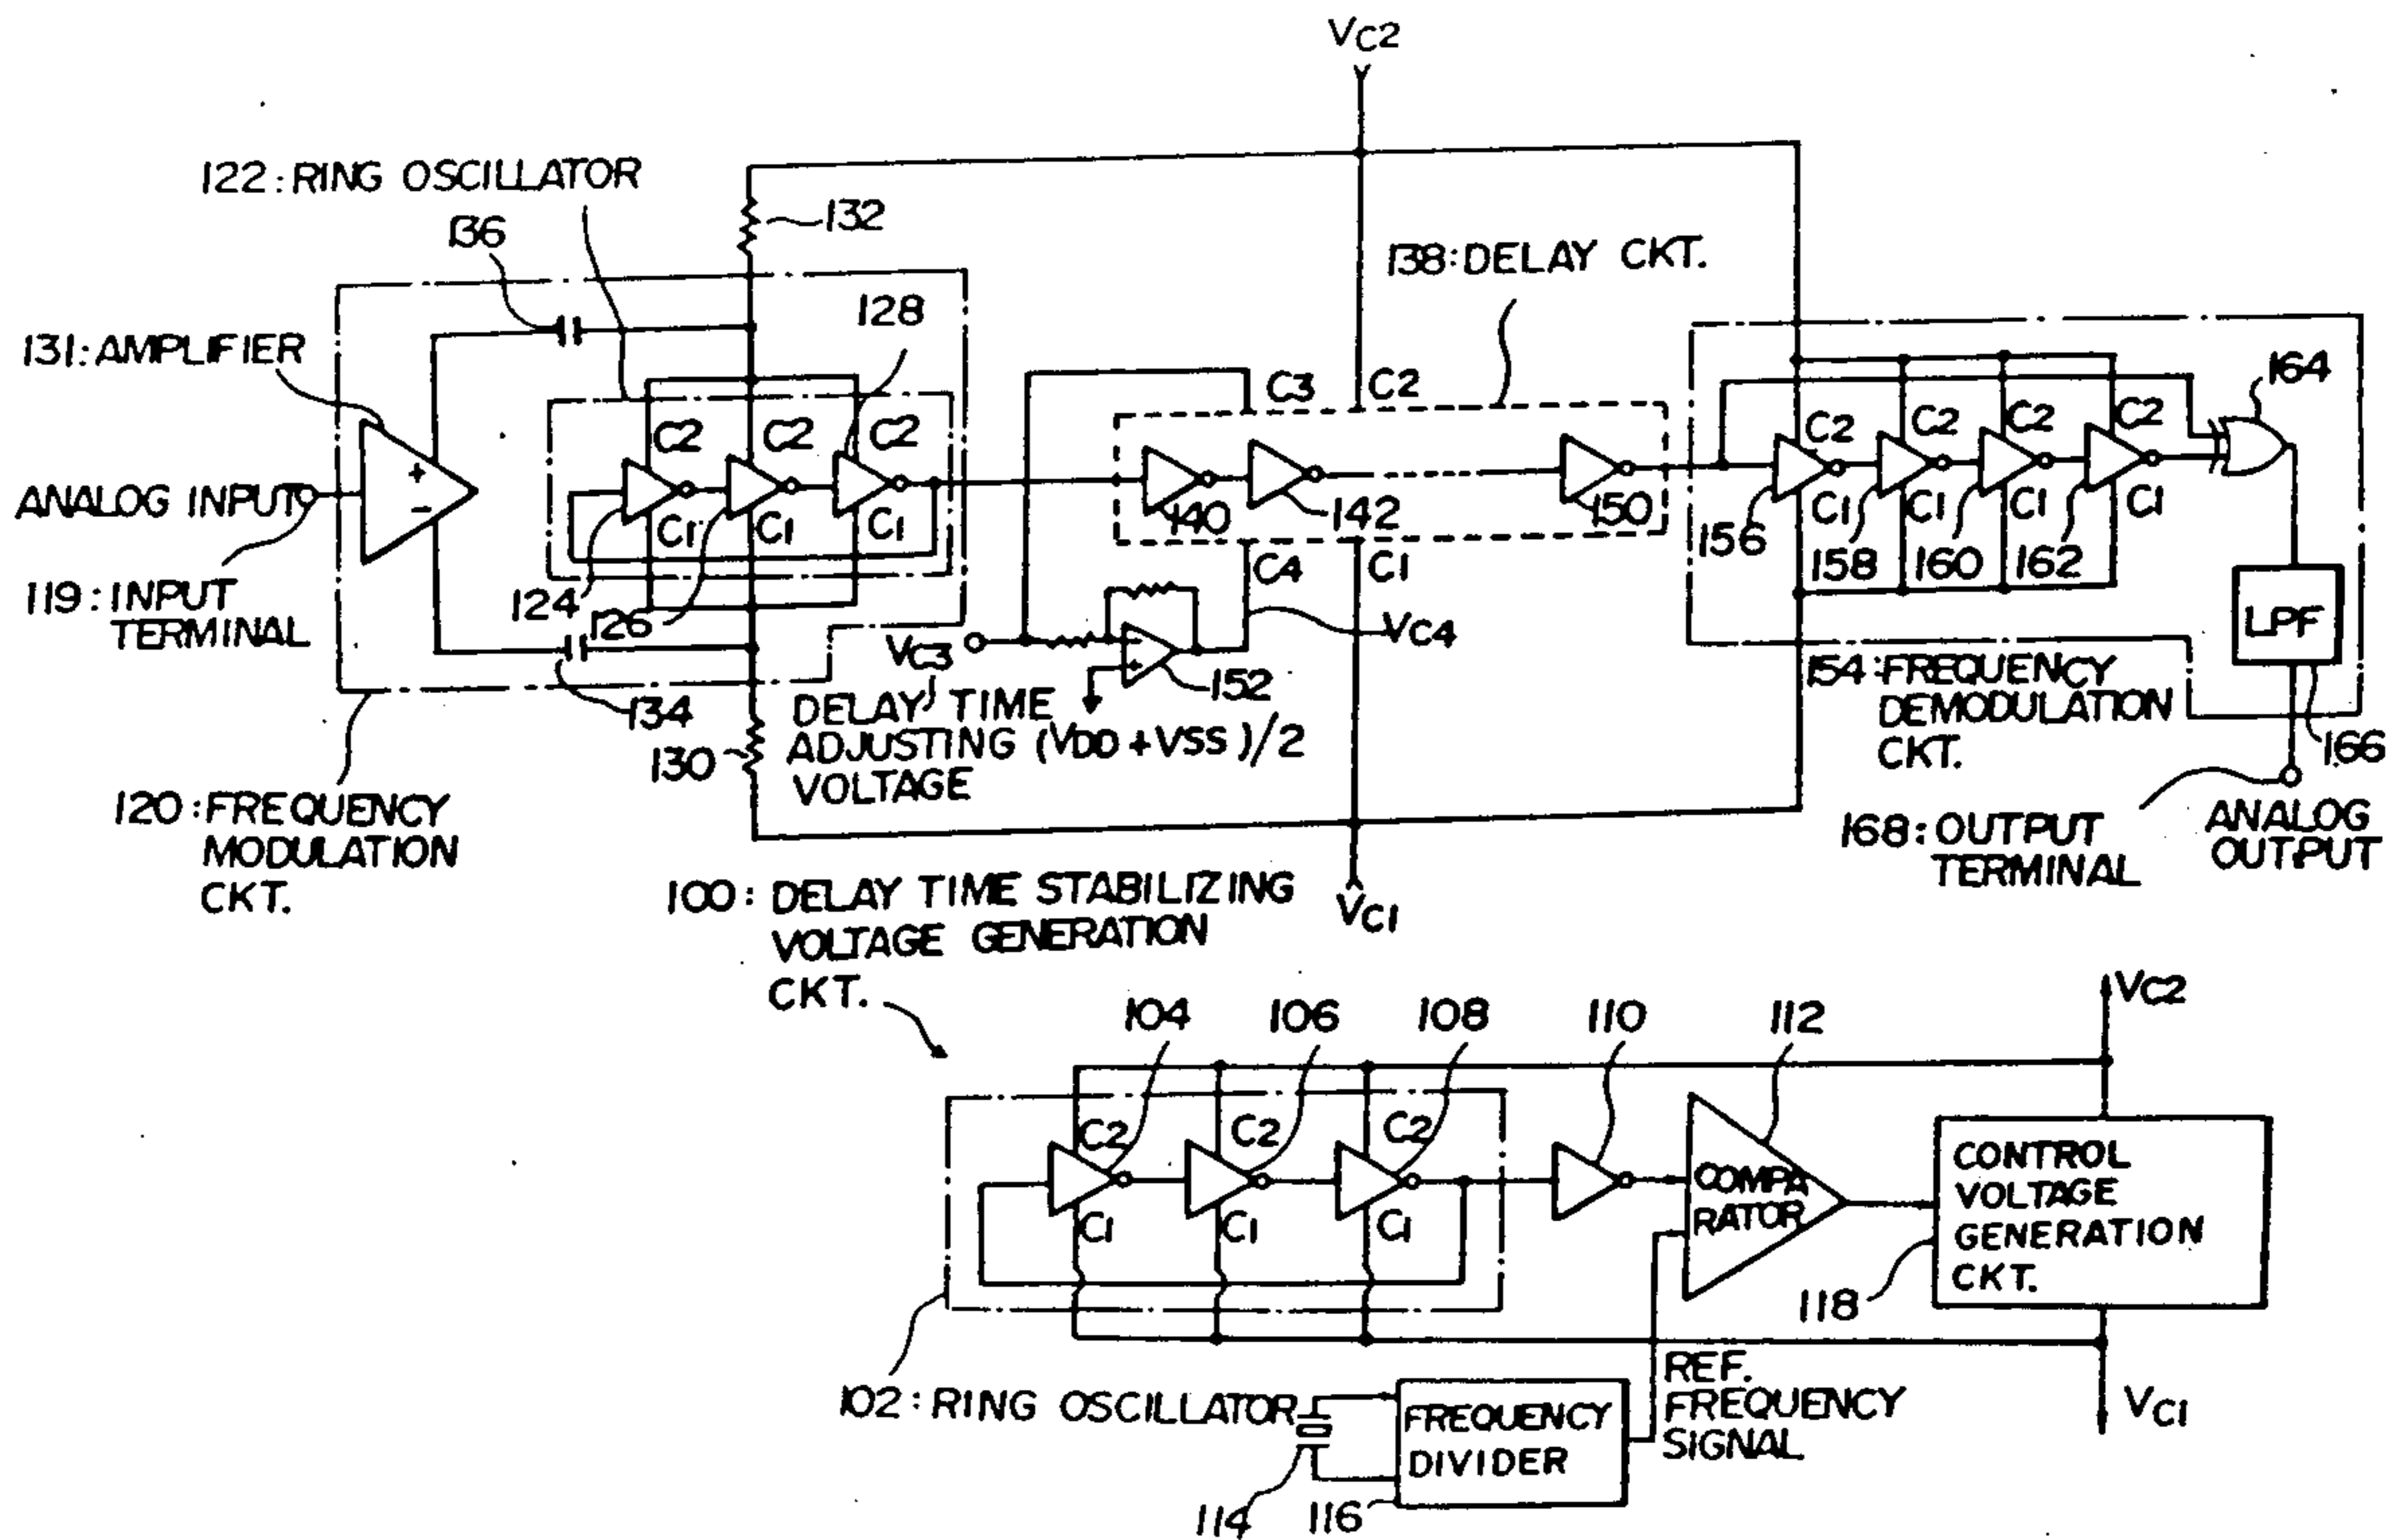 VC2
122:RING OSCILLATOR
136
132
138:DELAY CKT.
128
131:AMPLIFIER
164
C3 C2
C2 C2 C2
C2 C2 C2 C2
+
-
ANALOG INPUT
C1 C1 C1
140 142 150
C1 C1 C1 C1
156 158 160 162
C4 C1
119:INPUT
TERMINAL
124 126
VC3
-
+
152
VC4
LPF
134
DELAY TIME
ADJUSTING (VDD+VSS)/2
VOLTAGE
130
154:FREQUENCY
DEMODULATION
CKT.
166
120:FREQUENCY
MODULATION
CKT.
168:OUTPUT
TERMINAL
ANALOG
OUTPUT
100: DELAY TIME STABILIZING
VOLTAGE GENERATION
CKT.
VC1
104 106 108 110 112
VC2
C2 C2 C2
C1 C1 C1
COMPA
RATOR
CONTROL
VOLTAGE
GENERATION
CKT.
118
102:RING OSCILLATOR
REF.
FREQUENCY
SIGNAL
VC1
FREQUENCY
DIVIDER
114 116